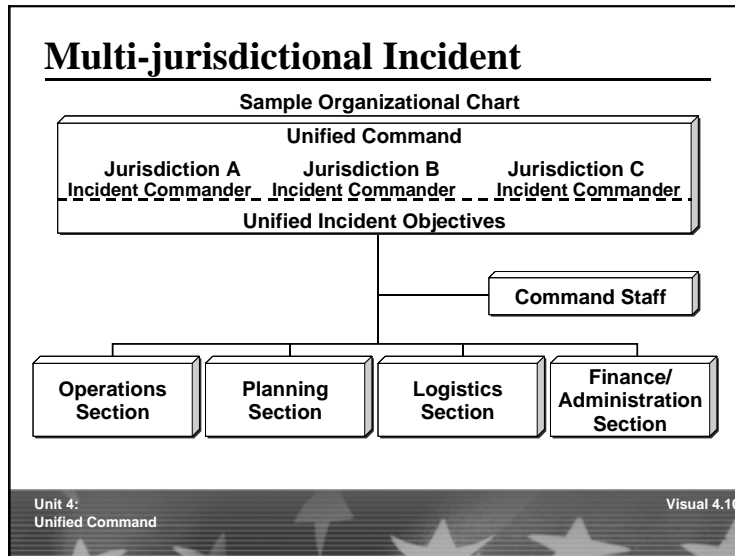 Multi-jurisdictional Incident
Sample Organizational Chart
Unified Command
Jurisdiction A Jurisdiction B Jurisdiction C
Incident Commander Incident Commander Incident Commander
Unified Incident Objectives
Command Staff
Operations
Section
Planning
Section
Logistics
Section
Finance/
Administration
Section
Unit 4:
Unified Command
Visual 4.10